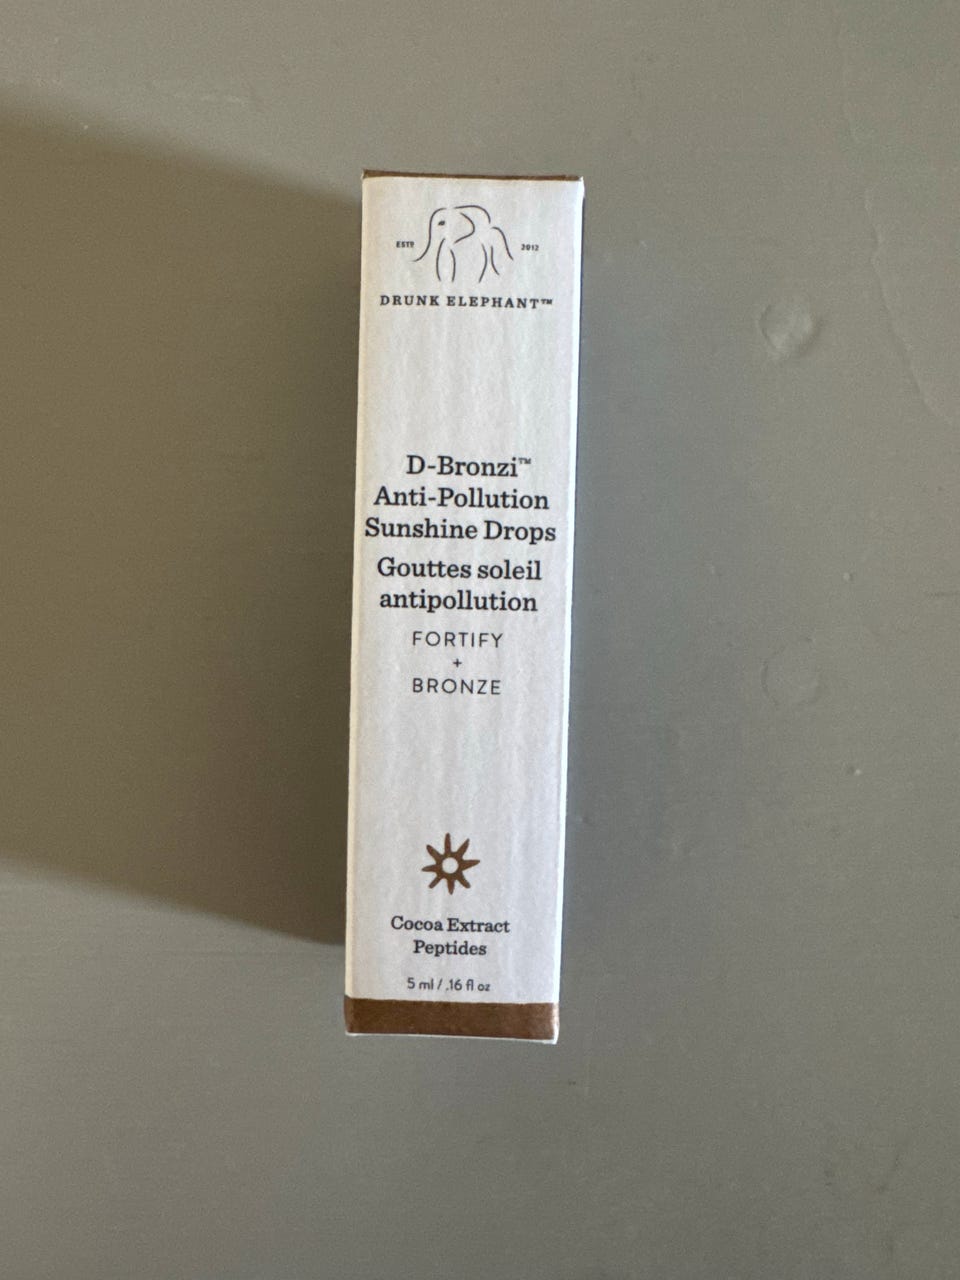 ESTD 2012
DRUNK ELEPHANT™
D-Bronzi™
Anti-Pollution
Sunshine Drops
Gouttes soleil
antipollution
FORTIFY
+
BRONZE
Cocoa Extract
Peptides
5 ml / .16 fl oz